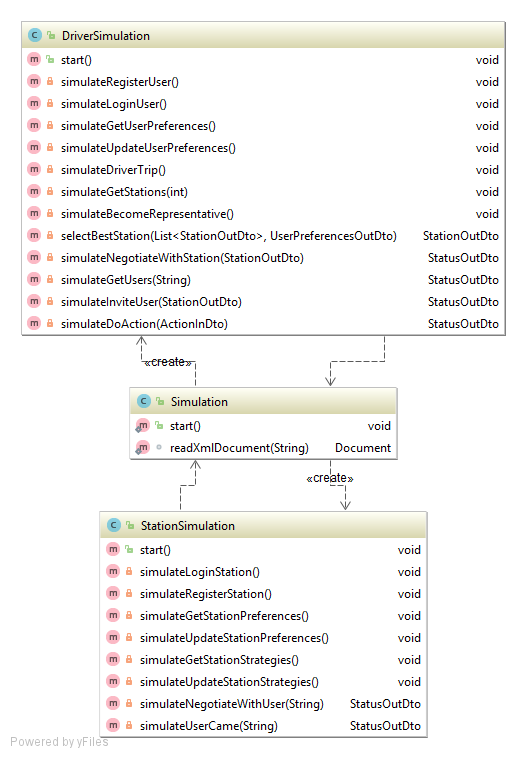 C DriverSimulation
m start() void
m simulateRegisterUser() void
m simulateLoginUser() void
m simulateGetUserPreferences() void
m simulateUpdateUserPreferences() void
m simulateDriverTrip() void
m simulateGetStations(int) void
m simulateBecomeRepresentative() void
m selectBestStation(List<StationOutDto>, UserPreferencesOutDto) StationOutDto
m simulateNegotiateWithStation(StationOutDto) StatusOutDto
m simulateGetUsers(String) StatusOutDto
m simulateInviteUser(StationOutDto) StatusOutDto
m simulateDoAction(ActionInDto) StatusOutDto
«create»
C Simulation
m start() void
m readXmlDocument(String) Document
«create»
C StationSimulation
m start() void
m simulateLoginStation() void
m simulateRegisterStation() void
m simulateGetStationPreferences() void
m simulateUpdateStationPreferences() void
m simulateGetStationStrategies() void
m simulateUpdateStationStrategies() void
m simulateNegotiateWithUser(String) StatusOutDto
m simulateUserCame(String) StatusOutDto
Powered by yFiles